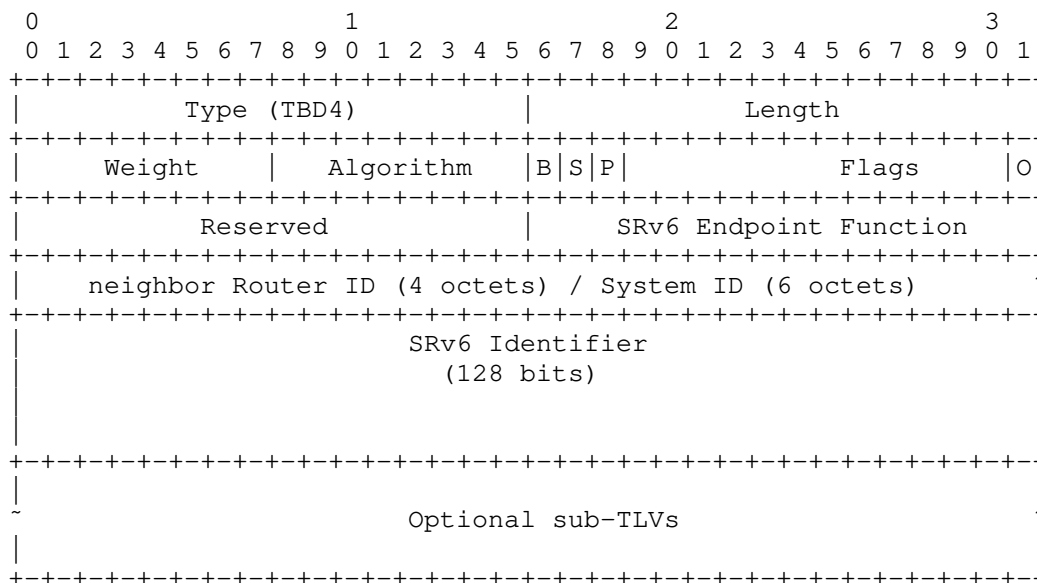 0                   1                   2                   3
0 1 2 3 4 5 6 7 8 9 0 1 2 3 4 5 6 7 8 9 0 1 2 3 4 5 6 7 8 9 0 1
+-+-+-+-+-+-+-+-+-+-+-+-+-+-+-+-+-+-+-+-+-+-+-+-+-+-+-+-+-+-+-+-
| Type (TBD4) | Length
+-+-+-+-+-+-+-+-+-+-+-+-+-+-+-+-+-+-+-+-+-+-+-+-+-+-+-+-+-+-+-+-
| Weight | Algorithm |B|S|P| Flags |O
+-+-+-+-+-+-+-+-+-+-+-+-+-+-+-+-+-+-+-+-+-+-+-+-+-+-+-+-+-+-+-+-
| Reserved | SRv6 Endpoint Function
+-+-+-+-+-+-+-+-+-+-+-+-+-+-+-+-+-+-+-+-+-+-+-+-+-+-+-+-+-+-+-+-
| neighbor Router ID (4 octets) / System ID (6 octets)
+-+-+-+-+-+-+-+-+-+-+-+-+-+-+-+-+-+-+-+-+-+-+-+-+-+-+-+-+-+-+-+-
| SRv6 Identifier
| (128 bits)
|
|
+-+-+-+-+-+-+-+-+-+-+-+-+-+-+-+-+-+-+-+-+-+-+-+-+-+-+-+-+-+-+-+-
|
~ Optional sub-TLVs
|
+-+-+-+-+-+-+-+-+-+-+-+-+-+-+-+-+-+-+-+-+-+-+-+-+-+-+-+-+-+-+-+-